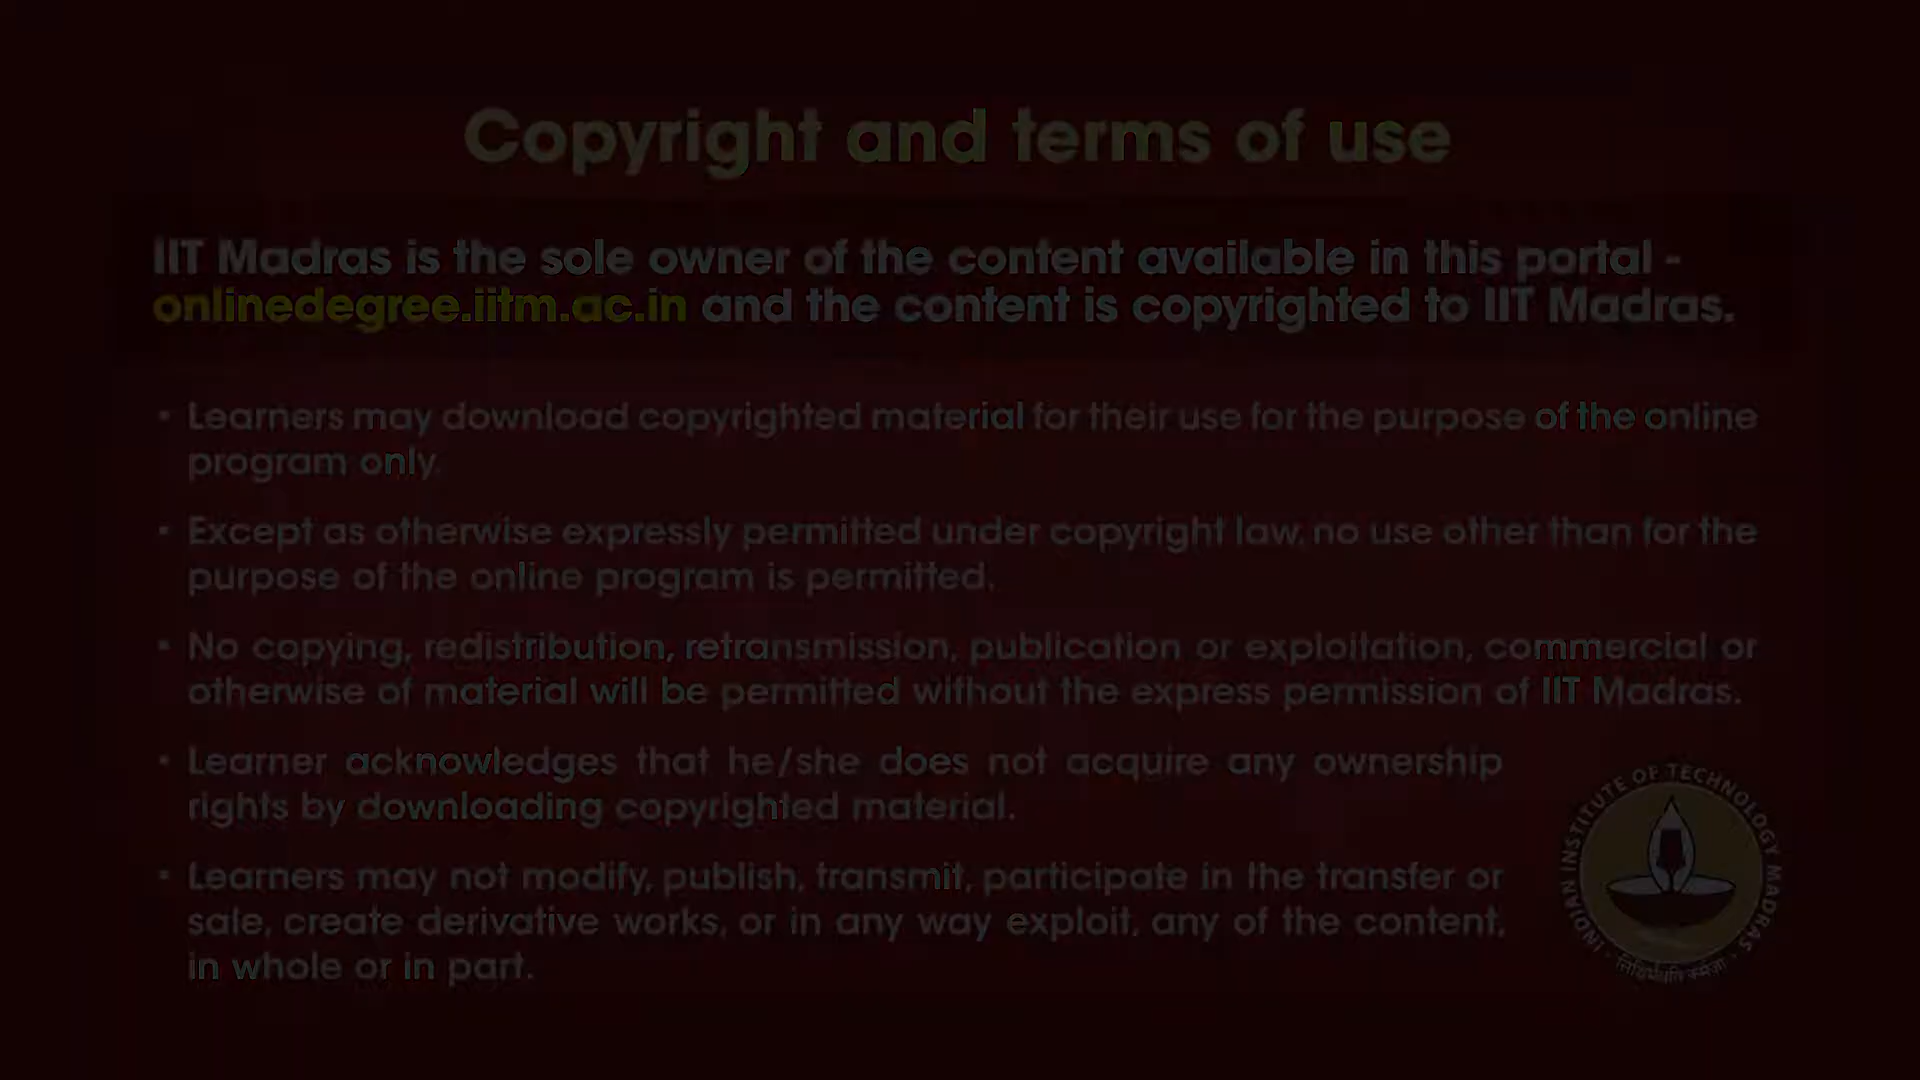 Copyright and terms of use
IIT Madras is the sole owner of the content available in this portal -
onlinedegree.iitm.ac.in and the content is copyrighted to IIT Madras.
• Learners may download copyrighted material for their use for the purpose of the online
program only.
• Except as otherwise expressly permitted under copyright law, no use other than for the
purpose of the online program is permitted.
• No copying, redistribution, retransmission, publication or exploitation, commercial or
otherwise of material will be permitted without the express permission of IIT Madras.
• Learner acknowledges that he/she does not acquire any ownership
rights by downloading copyrighted material.
• Learners may not modify, publish, transmit, participate in the transfer or
sale, create derivative works, or in any way exploit, any of the content,
in whole or in part.
INDIAN INSTITUTE OF TECHNOLOGY MADRAS